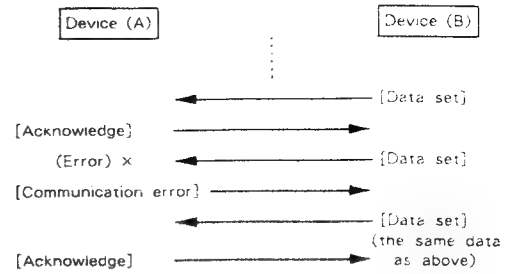 Device (A) Device (B)
[Data set]
[Acknowledge]
(Error) × [Data set]
[Communication error]
[Data set]
(the same data
[Acknowledge] as above)